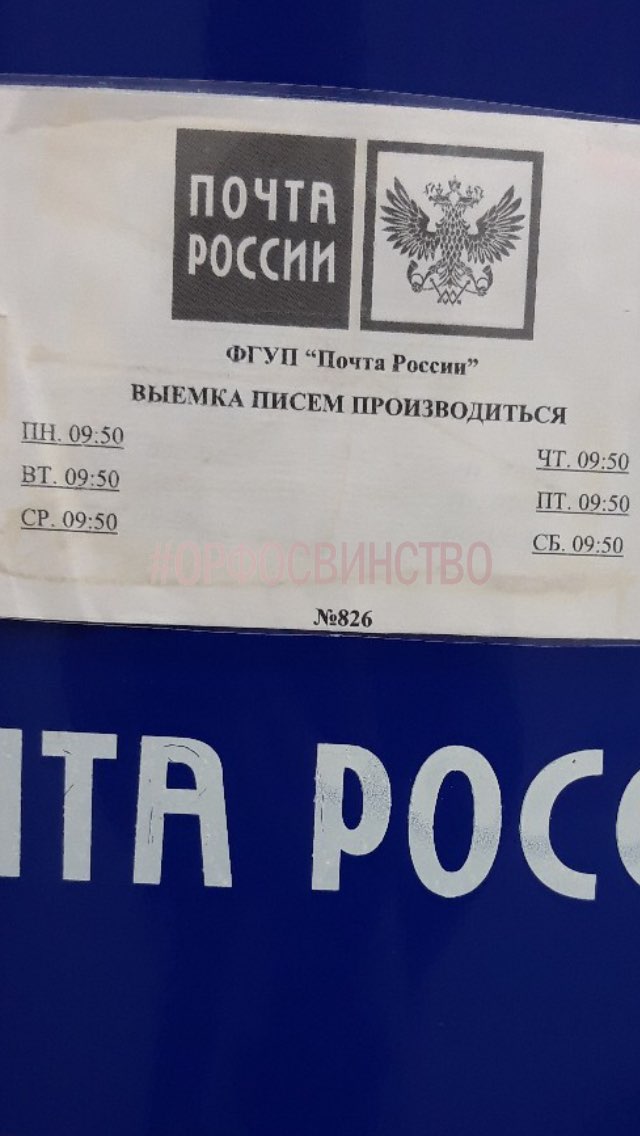 ПОЧТА
РОССИИ
ФГУП “Почта России”
ВЫЕМКА ПИСЕМ ПРОИЗВОДИТЬСЯ
ПН. 09:50
ВТ. 09:50
СР. 09:50
ЧТ. 09:50
ПТ. 09:50
СБ. 09:50
#ОРФОСВИНСТВО
№826
ЧТА РОСС